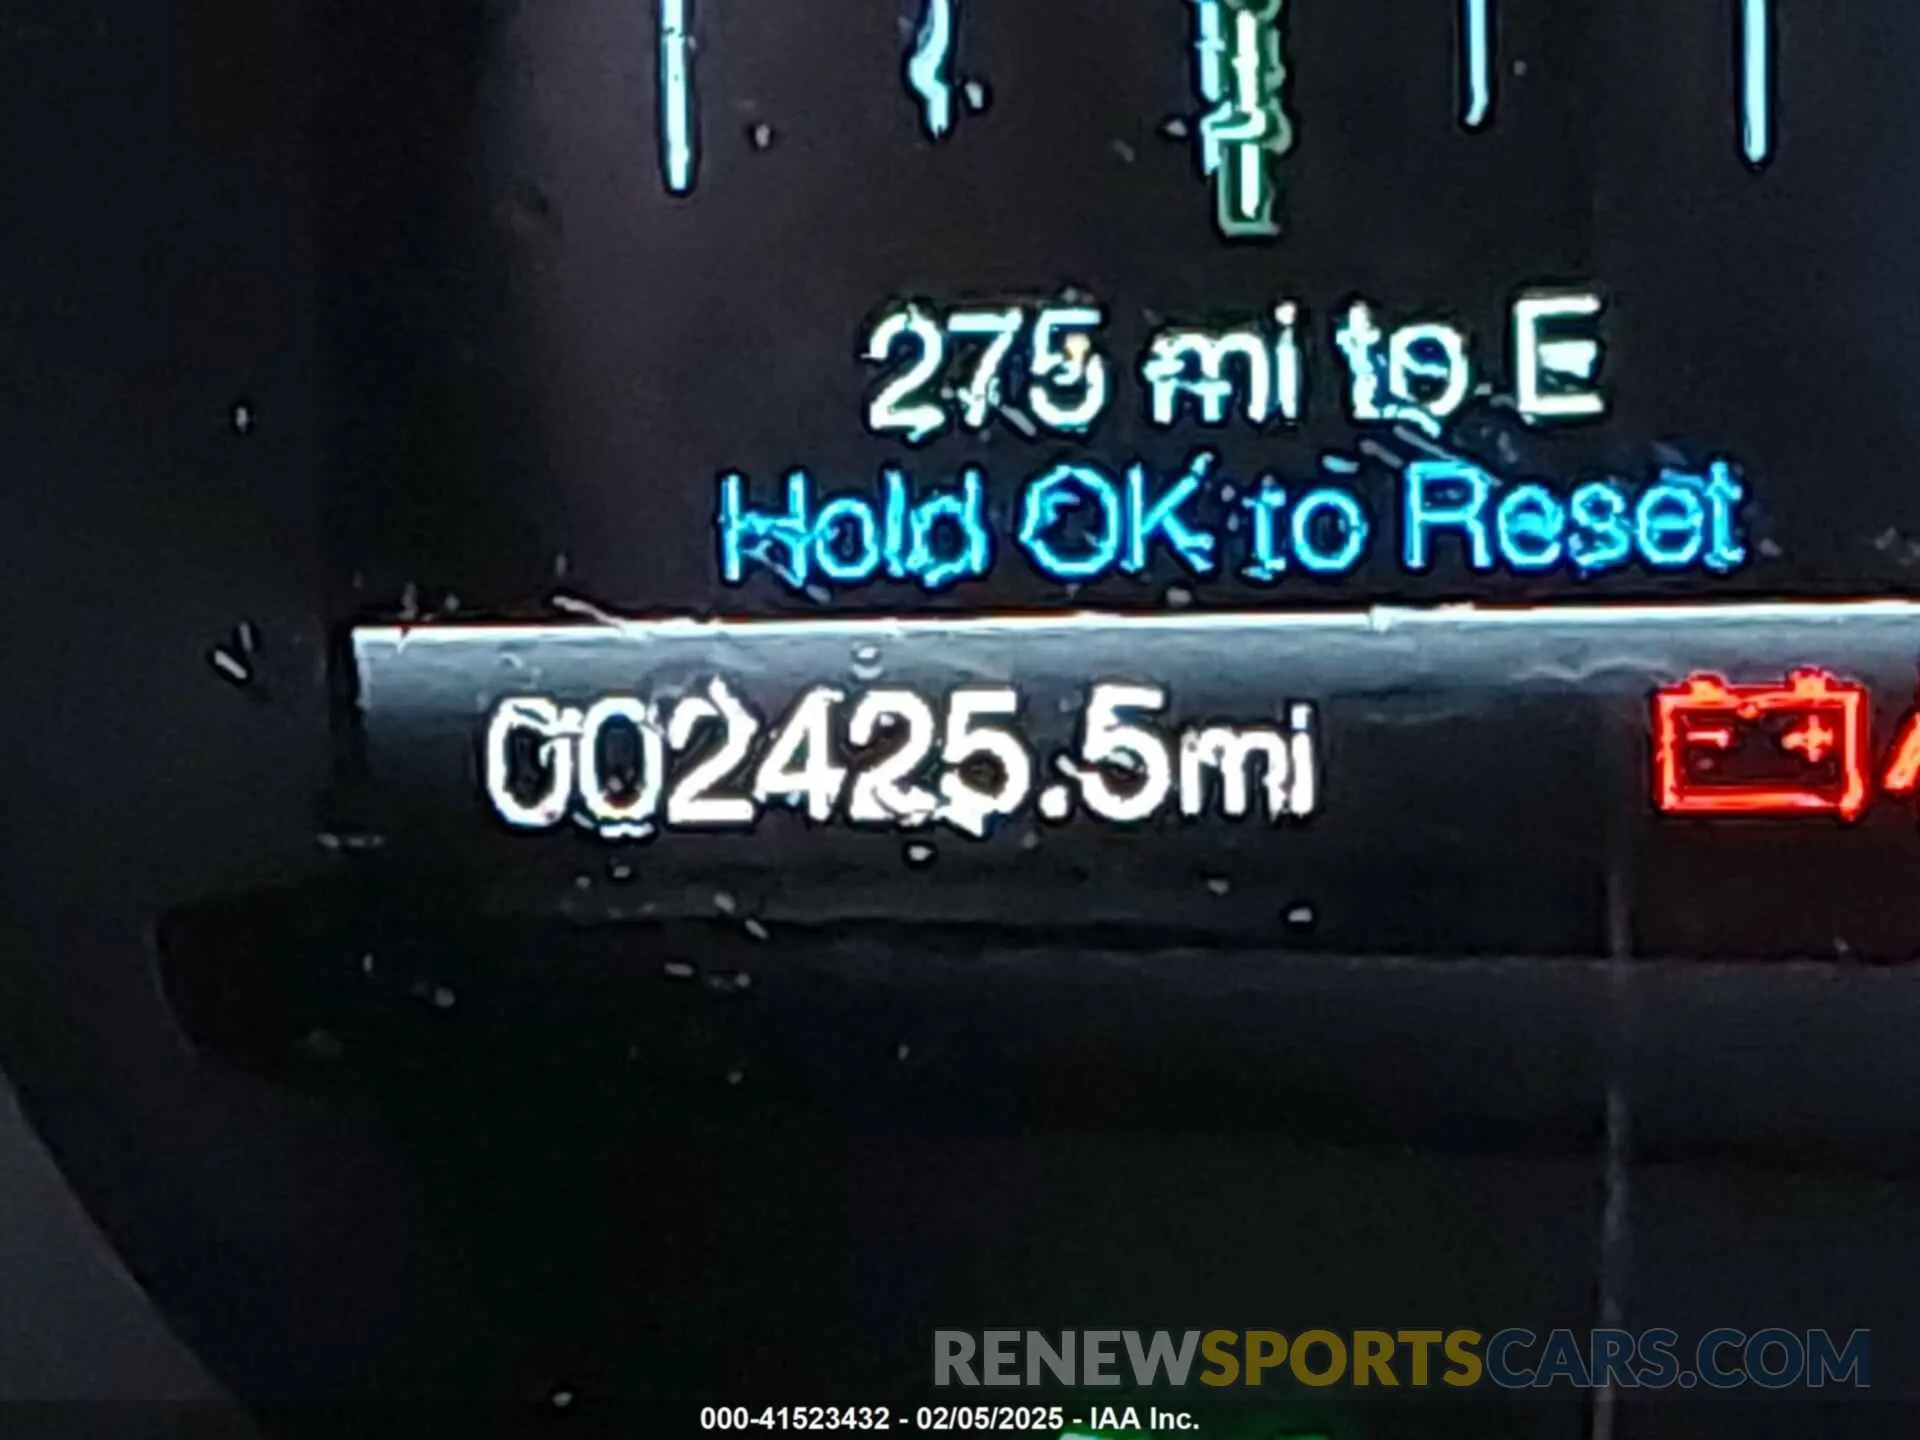 275 mi to E
Hold OK to Reset
002425.5mi
RENEWSPORTSCARS.COM
000-41523432 - 02/05/2025 - IAA Inc.